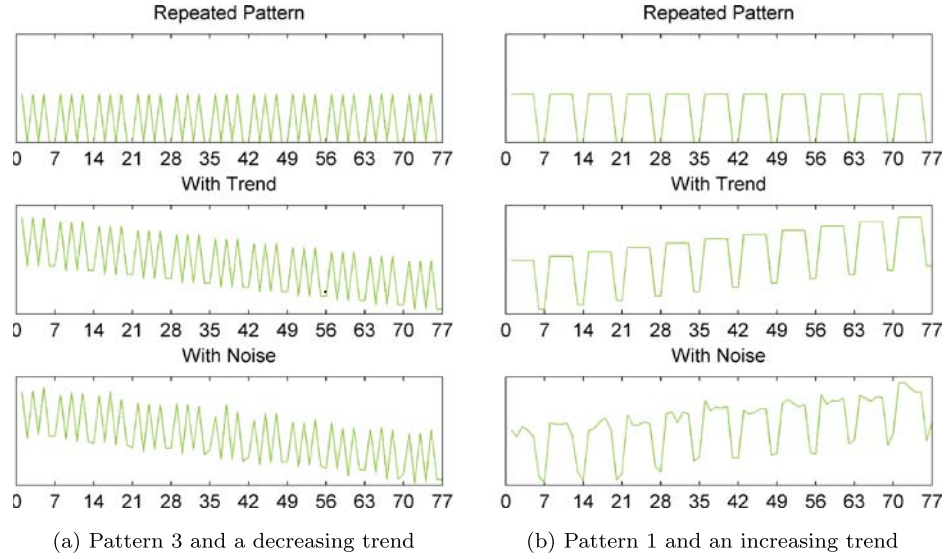 Repeated Pattern
0 7 14 21 28 35 42 49 56 63 70 77
With Trend
0 7 14 21 28 35 42 49 56 63 70 77
With Noise
0 7 14 21 28 35 42 49 56 63 70 77
(a) Pattern 3 and a decreasing trend
Repeated Pattern
0 7 14 21 28 35 42 49 56 63 70 77
With Trend
0 7 14 21 28 35 42 49 56 63 70 77
With Noise
0 7 14 21 28 35 42 49 56 63 70 77
(b) Pattern 1 and an increasing trend